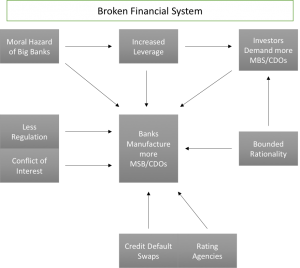 Broken Financial System
Moral Hazard
of Big Banks
Increased
Leverage
Investors
Demand more
MBS/CDOs
Less
Regulation
Conflict of
Interest
Banks
Manufacture
more
MSB/CDOs
Bounded
Rationality
Credit Default
Swaps
Rating
Agencies